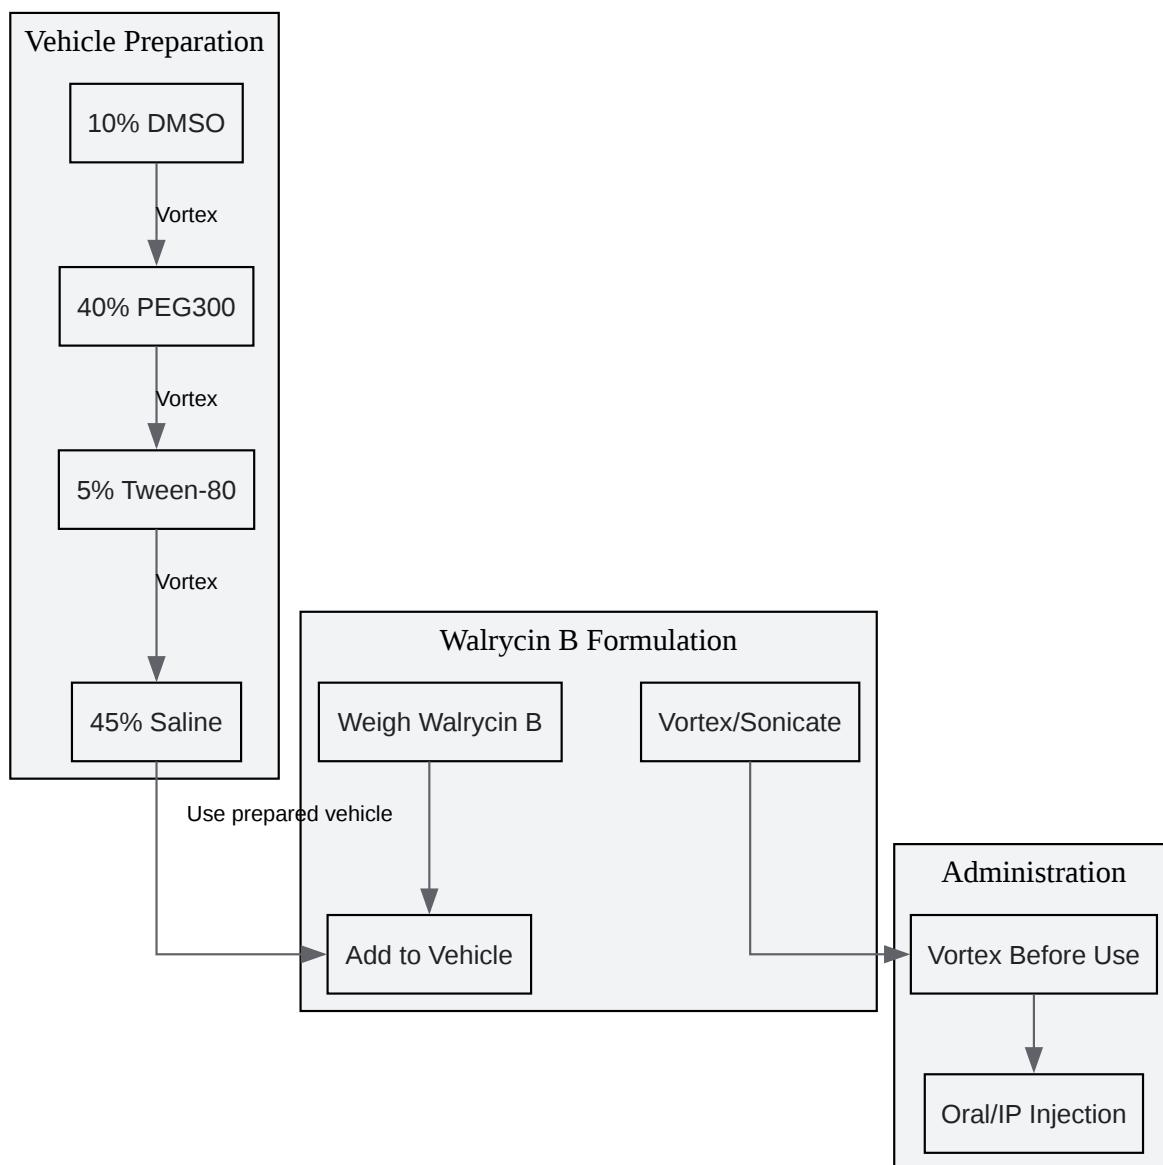 Vehicle Preparation
10% DMSO
Vortex
40% PEG300
Vortex
5% Tween-80
Vortex
45% Saline
Use prepared vehicle
Walrycin B Formulation
Weigh Walrycin B
Vortex/Sonicate
Add to Vehicle
Administration
Vortex Before Use
Oral/IP Injection